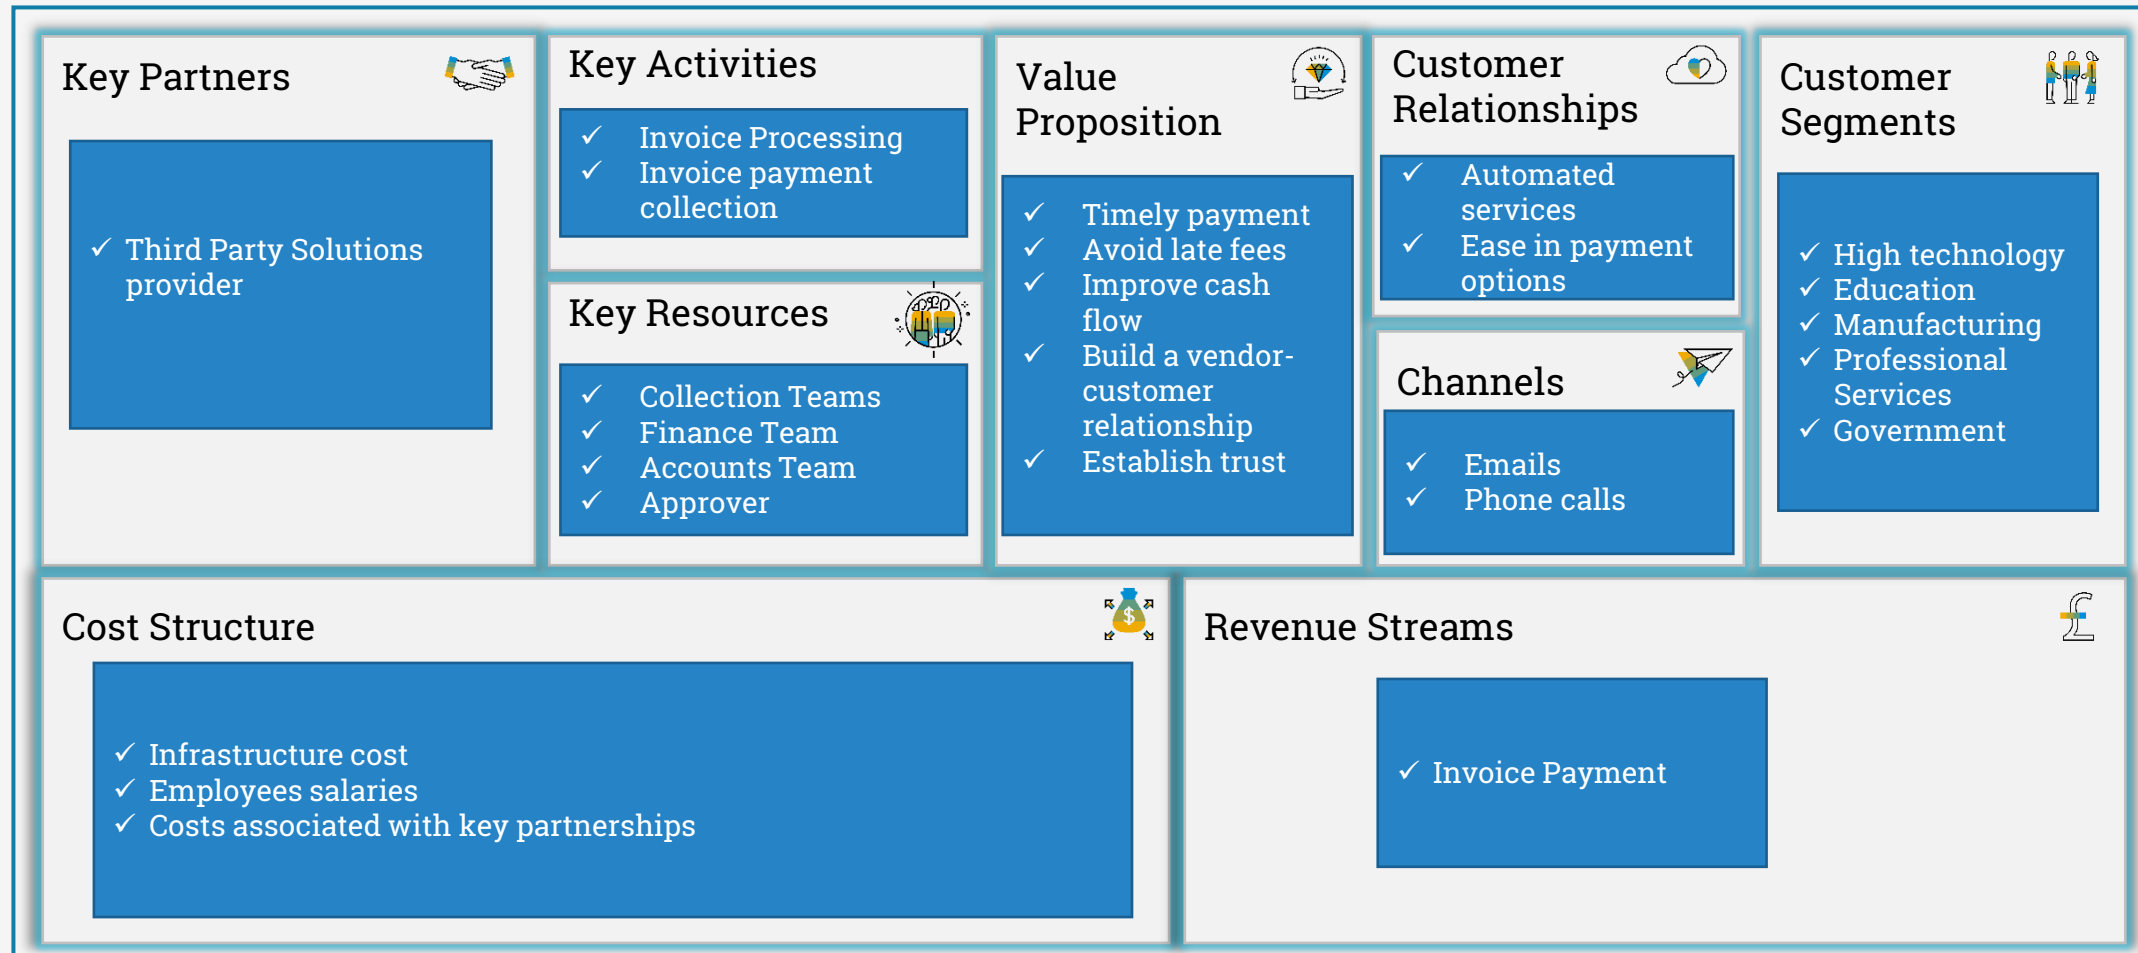 Key Partners
✓ Third Party Solutions
provider
Key Activities
✓ Invoice Processing
✓ Invoice payment
collection
Key Resources
✓ Collection Teams
✓ Finance Team
✓ Accounts Team
✓ Approver
Value
Proposition
✓ Timely payment
✓ Avoid late fees
✓ Improve cash
flow
✓ Build a vendor-
customer
relationship
✓ Establish trust
Customer
Relationships
✓ Automated
services
✓ Ease in payment
options
Channels
✓ Emails
✓ Phone calls
Customer
Segments
✓ High technology
✓ Education
✓ Manufacturing
✓ Professional
Services
✓ Government
Cost Structure
$
✓ Infrastructure cost
✓ Employees salaries
✓ Costs associated with key partnerships
Revenue Streams
£
✓ Invoice Payment